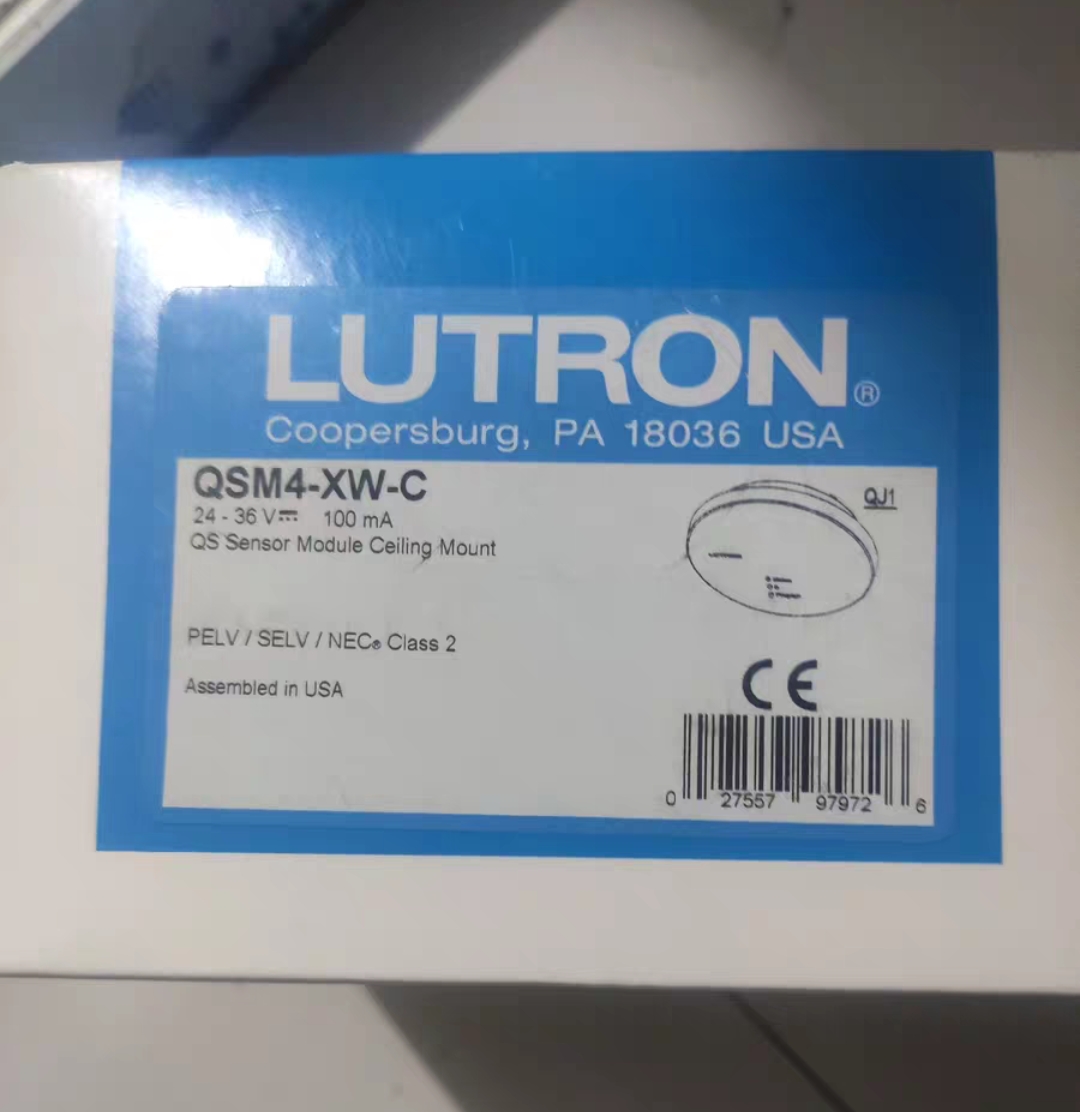 LUTRON®
Coopersburg, PA 18036 USA
QSM4-XW-C
24 - 36 V⎓ 100 mA
QS Sensor Module Ceiling Mount
QJ1
PELV / SELV / NEC® Class 2
Assembled in USA
CE
0 27557 97972 6